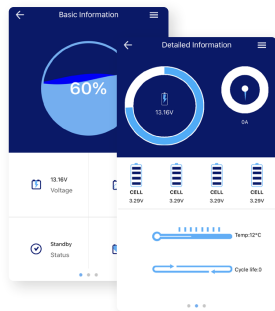 Basic Information
60%
13.16V
Voltage
Standby
Status
Detailed Information
13.16V
0A
CELL
3.29V
CELL
3.29V
CELL
3.29V
CELL
3.29V
Temp:12°C
Cycle life:0